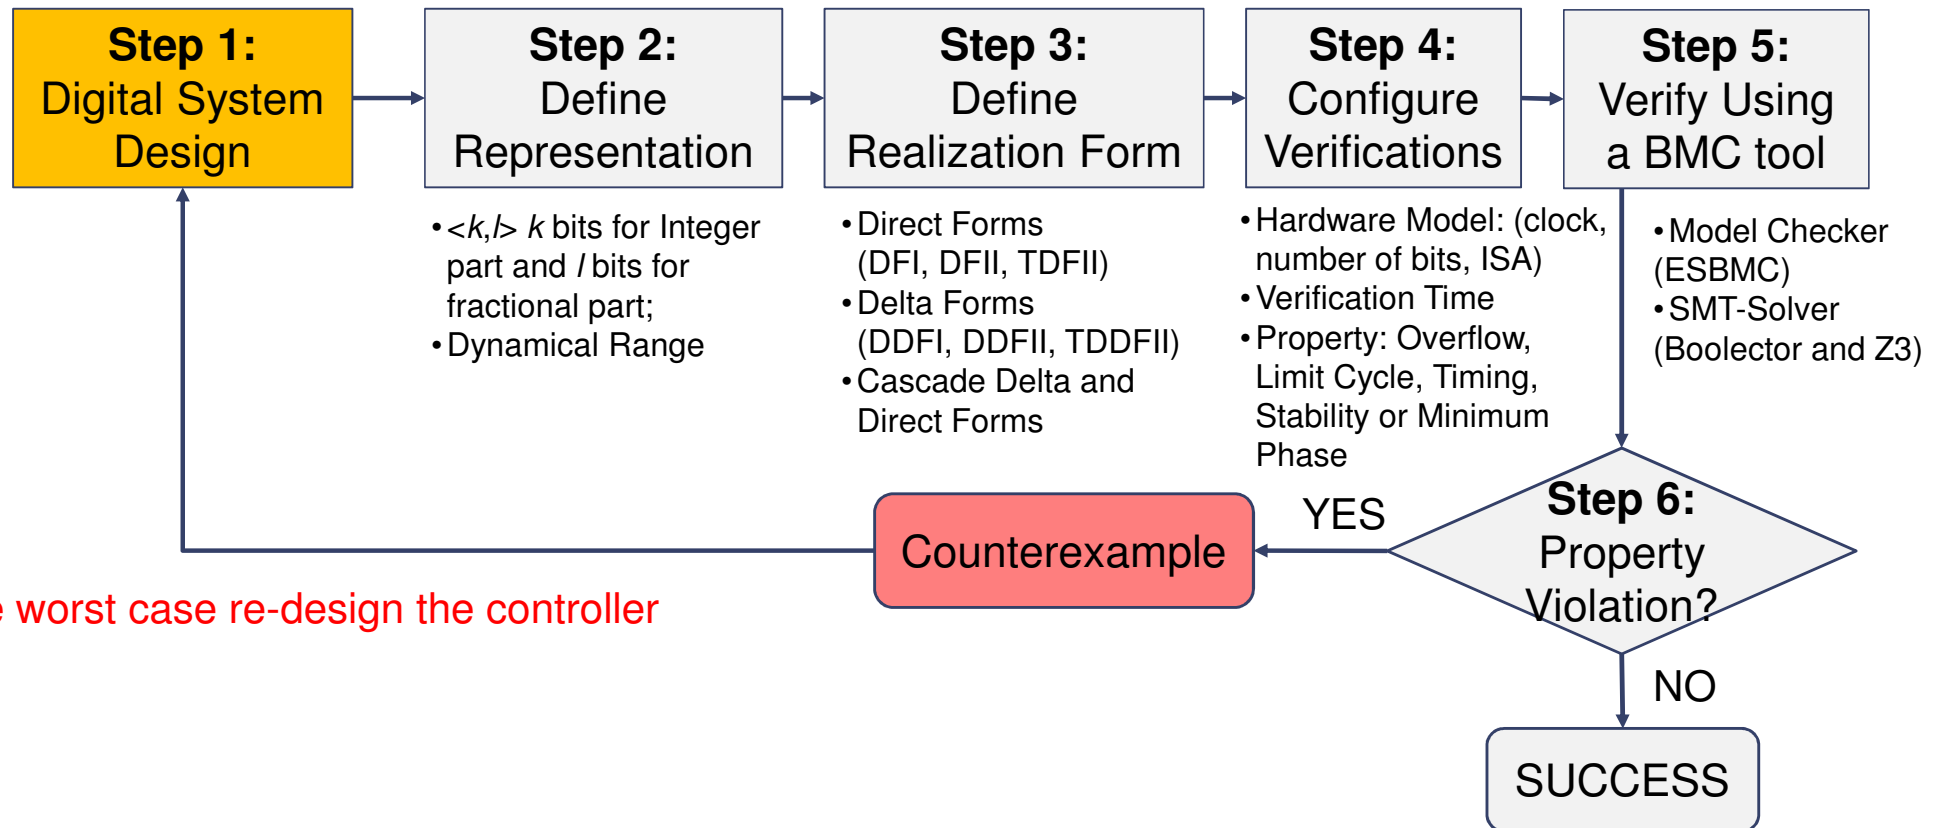 Step 1:
Digital System
Design
Step 2:
Define
Representation
Step 3:
Define
Realization Form
Step 4:
Configure
Verifications
Step 5:
Verify Using
a BMC tool
•<k,l> k bits for Integer
part and l bits for
fractional part;
•Dynamical Range
•Direct Forms
(DFI, DFII, TDFII)
•Delta Forms
(DDFI, DDFII, TDDFII)
•Cascade Delta and
Direct Forms
•Hardware Model: (clock,
number of bits, ISA)
•Verification Time
•Property: Overflow,
Limit Cycle, Timing,
Stability or Minimum
Phase
•Model Checker
(ESBMC)
•SMT-Solver
(Boolector and Z3)
Step 6:
Property
Violation?
YES
Counterexample
worst case re-design the controller
NO
SUCCESS